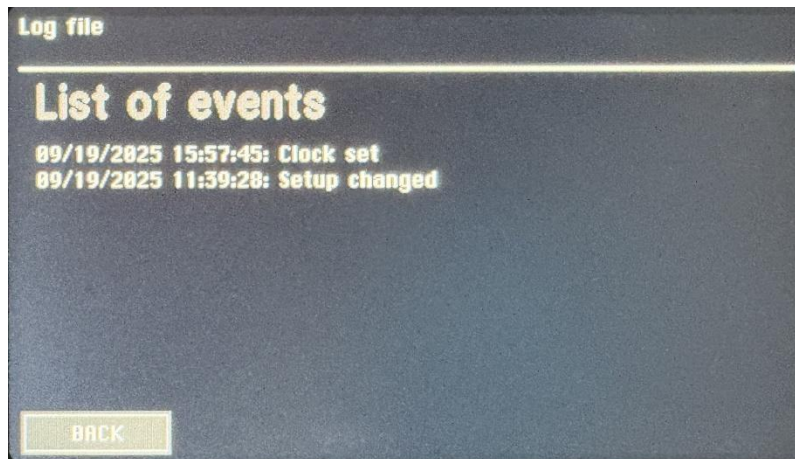 Log file
List of events
09/19/2025 15:57:45: Clock set
09/19/2025 11:39:28: Setup changed
BACK